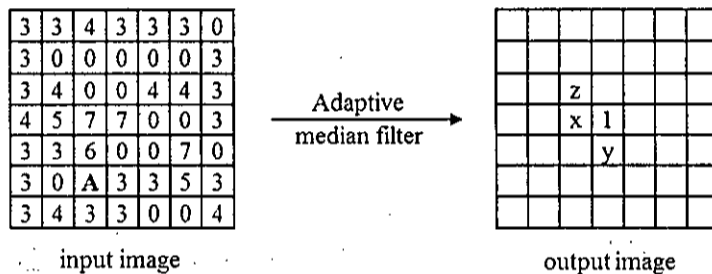 3 3 4 3 3 3 0
3 0 0 0 0 0 3
3 4 0 0 4 4 3
4 5 7 7 0 0 3
3 3 6 0 0 7 0
3 0 A 3 3 5 3
3 4 3 3 0 0 4
input image
Adaptive
median filter
z
x 1
y
output image